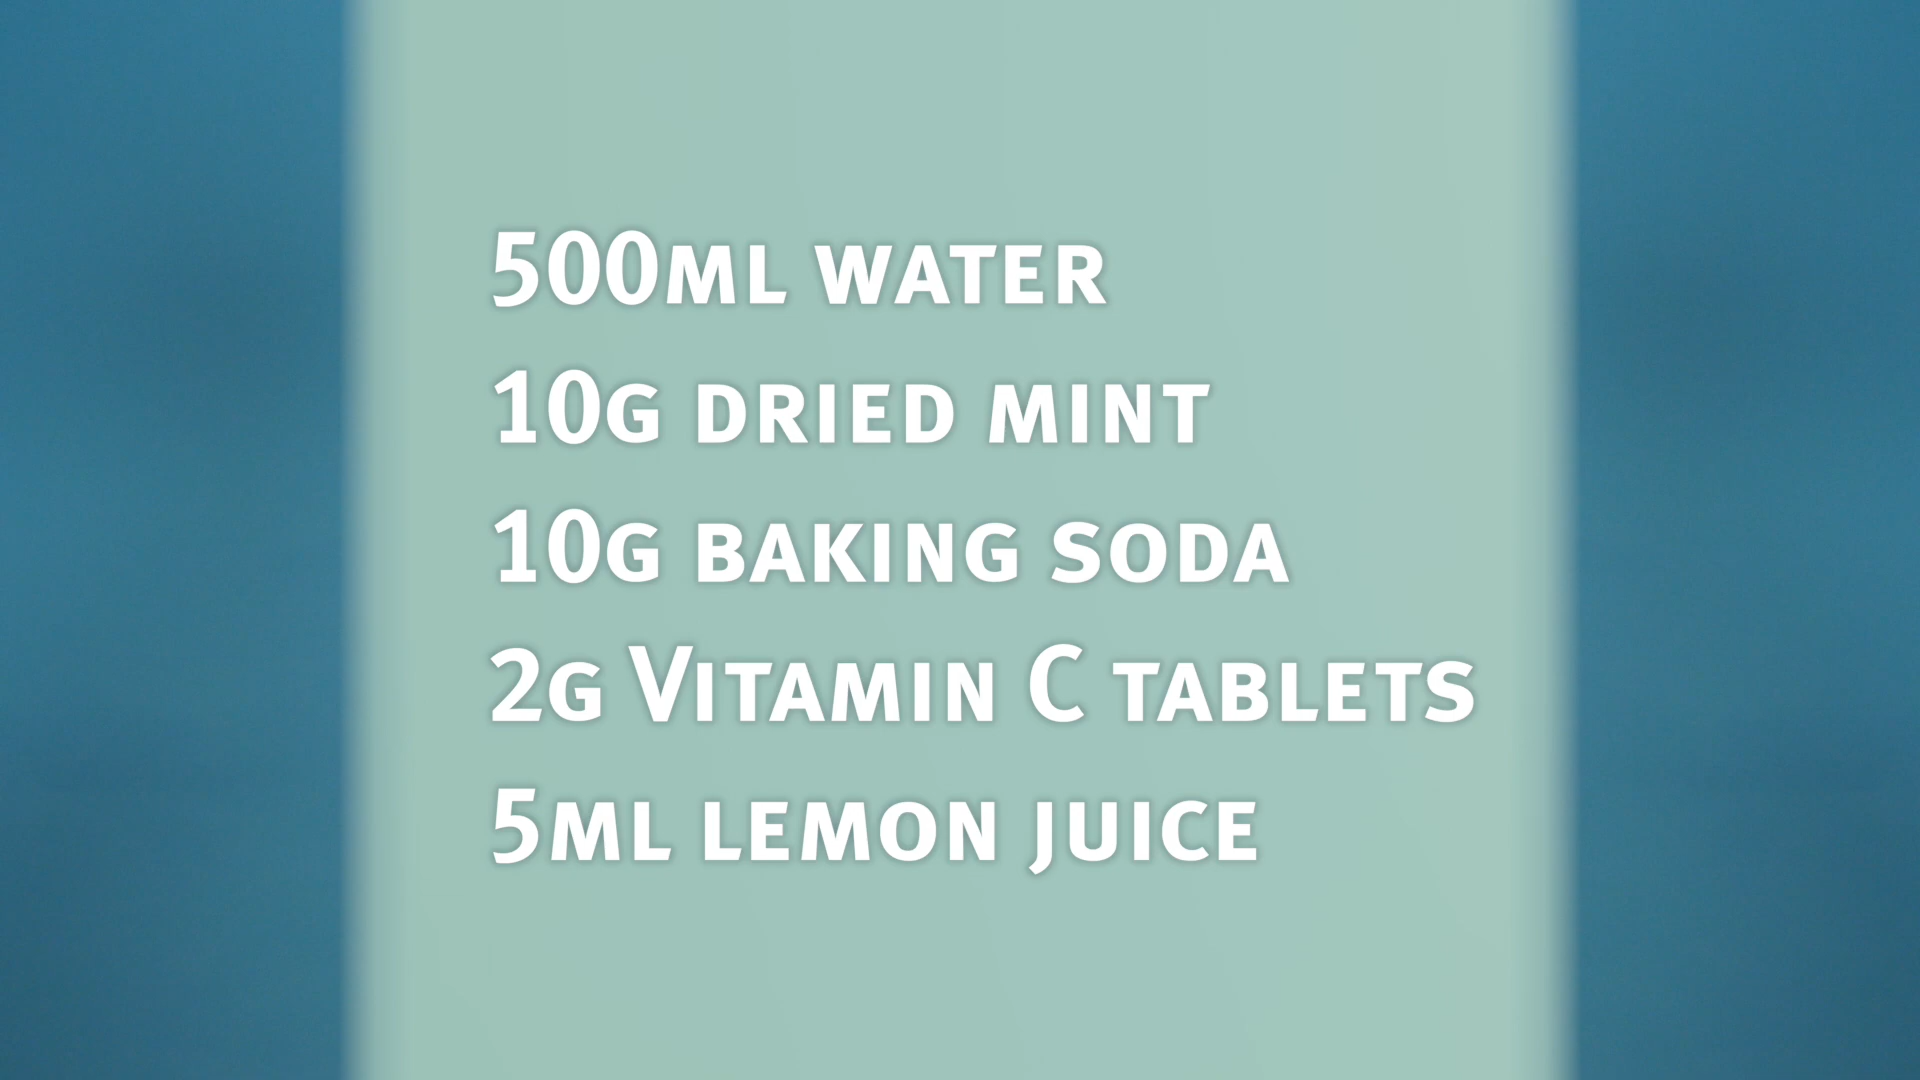 500ml water
10g dried mint
10g baking soda
2g Vitamin C tablets
5ml lemon juice